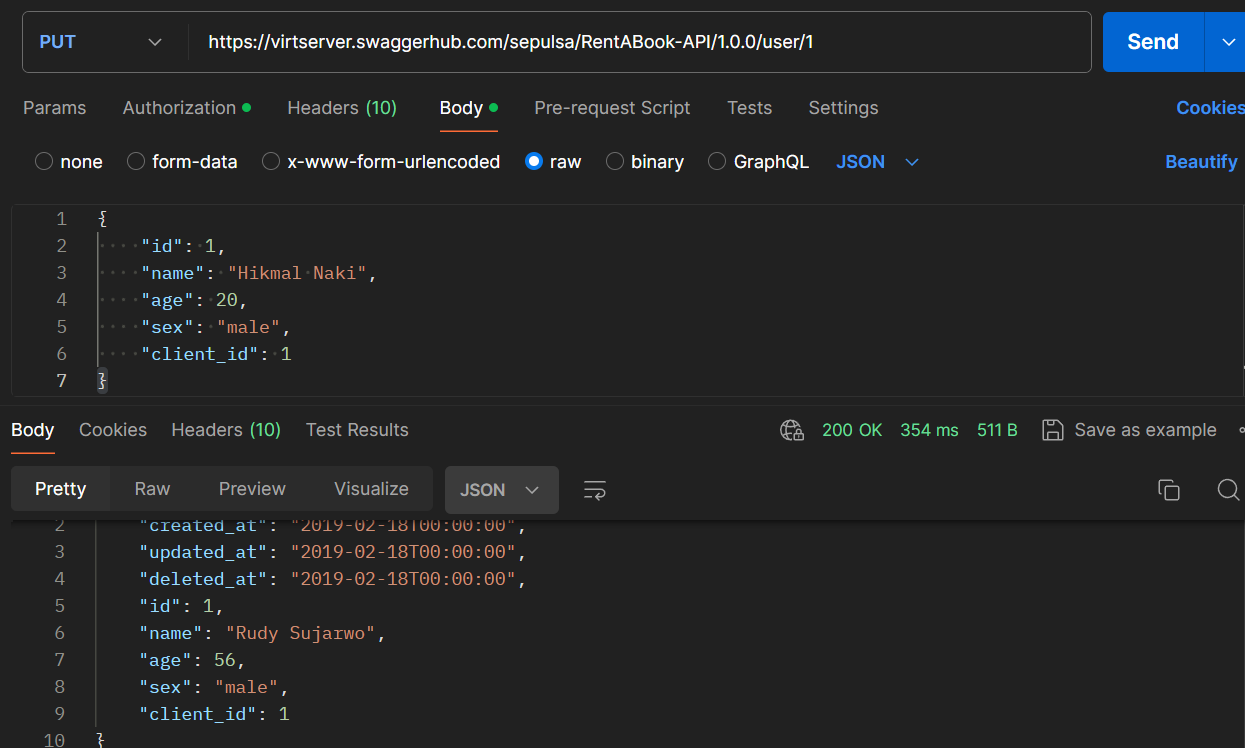 PUT https://virtserver.swaggerhub.com/sepulsa/RentABook-API/1.0.0/user/1 Send
Params Authorization Headers (10) Body Pre-request Script Tests Settings Cookies
none form-data x-www-form-urlencoded raw binary GraphQL JSON Beautify
1 {
2 "id": 1,
3 "name": "Hikmal Naki",
4 "age": 20,
5 "sex": "male",
6 "client_id": 1
7 }
Body Cookies Headers (10) Test Results 200 OK 354 ms 511 B Save as example
Pretty Raw Preview Visualize JSON
2 "created_at": "2019-02-18T00:00:00",
3 "updated_at": "2019-02-18T00:00:00",
4 "deleted_at": "2019-02-18T00:00:00",
5 "id": 1,
6 "name": "Rudy Sujarwo",
7 "age": 56,
8 "sex": "male",
9 "client_id": 1
10 }